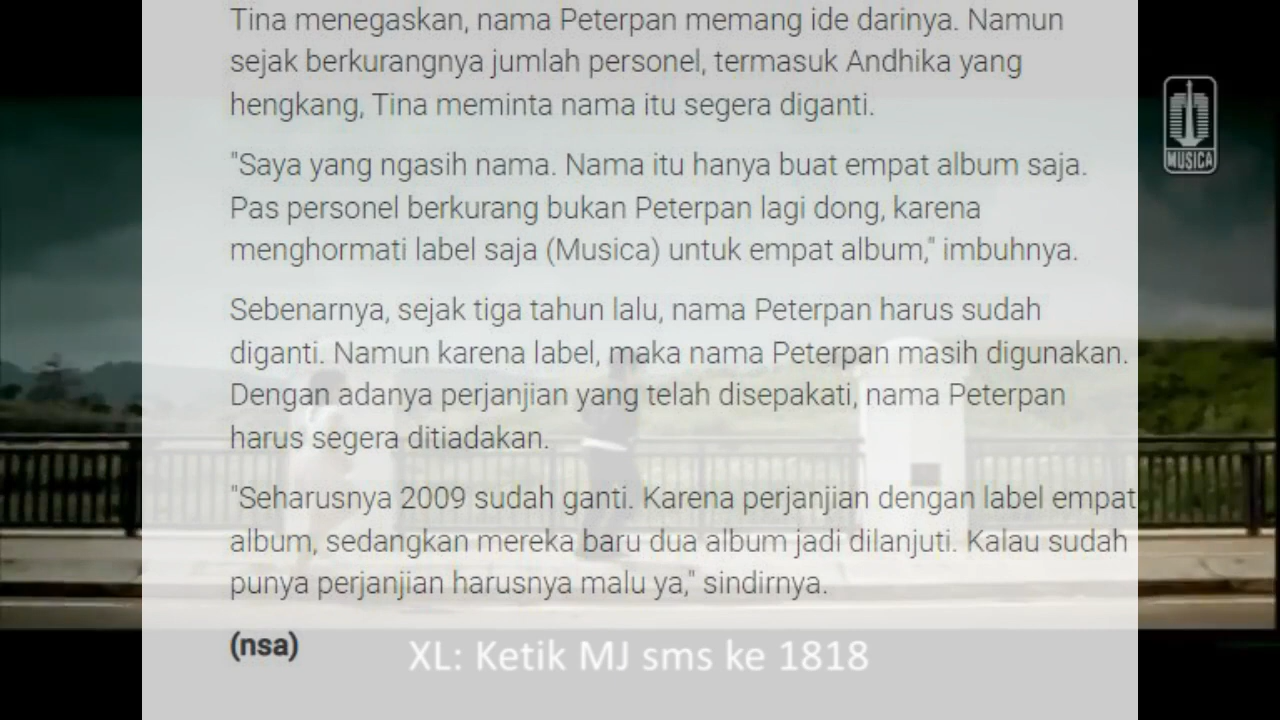 Tina menegaskan, nama Peterpan memang ide darinya. Namun
sejak berkurangnya jumlah personel, termasuk Andhika yang
hengkang, Tina meminta nama itu segera diganti.
"Saya yang ngasih nama. Nama itu hanya buat empat album saja.
Pas personel berkurang bukan Peterpan lagi dong, karena
menghormati label saja (Musica) untuk empat album," imbuhnya.
Sebenarnya, sejak tiga tahun lalu, nama Peterpan harus sudah
diganti. Namun karena label, maka nama Peterpan masih digunakan.
Dengan adanya perjanjian yang telah disepakati, nama Peterpan
harus segera ditiadakan.
"Seharusnya 2009 sudah ganti. Karena perjanjian dengan label empat
album, sedangkan mereka baru dua album jadi dilanjuti. Kalau sudah
punya perjanjian harusnya malu ya," sindirnya.
(nsa)
XL: Ketik MJ sms ke 1818
MUSICA